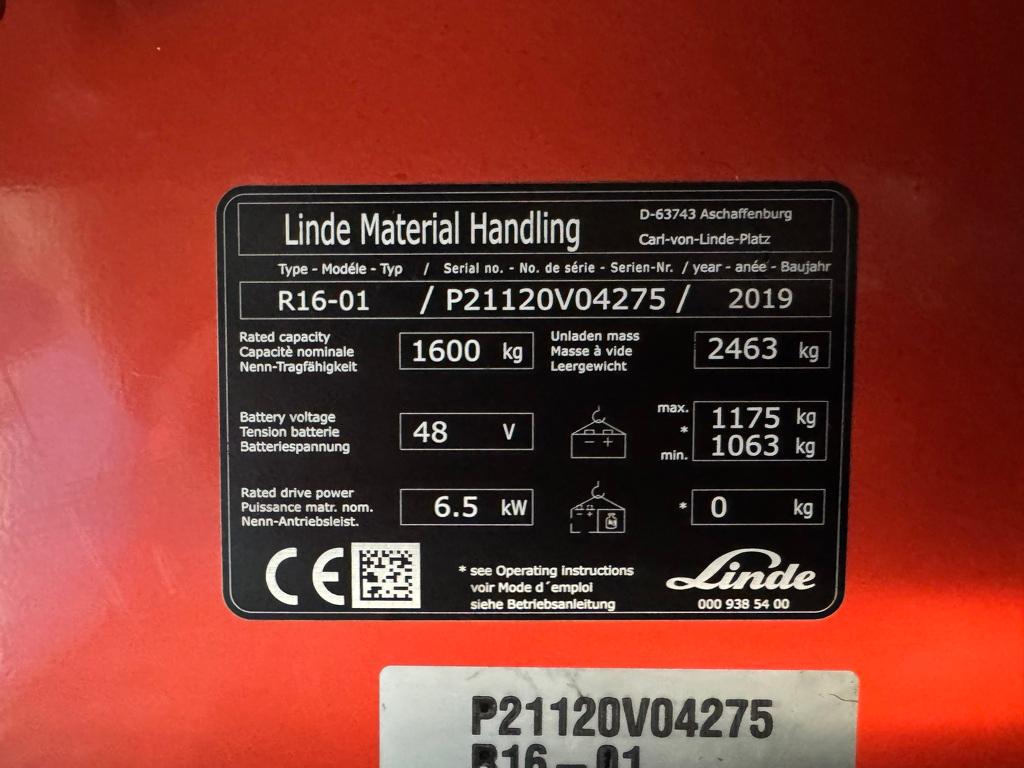 Linde Material Handling
D-63743 Aschaffenburg
Carl-von-Linde-Platz
Type - Modéle - Typ / Serial no. - No. de série - Serien-Nr. / year - anée - Baujahr
R16-01 / P21120V04275 / 2019
Rated capacity
Capacitè nominale
Nenn-Tragfähigkeit
1600 kg
Unladen mass
Masse à vide
Leergewicht
2463 kg
Battery voltage
Tension batterie
Batteriespannung
48 V
- +
max.
*
min.
1175 kg
1063 kg
Rated drive power
Puissance matr. nom.
Nenn-Antriebsleist.
6.5 kW
- +
kg
* 0 kg
CE
* see Operating instructions
voir Mode d´emploi
siehe Betriebsanleitung
Linde
000 938 54 00
P21120V04275
R16-01